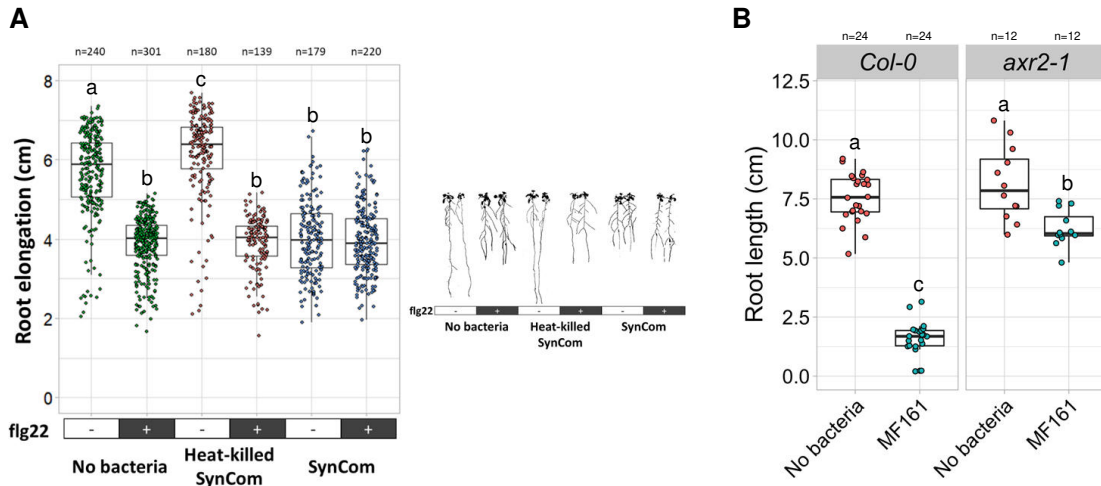 A
n=240 n=301 n=180 n=139 n=179 n=220
Root elongation (cm)
8
6
4
2
0
a
b
c
b
b
b
flg22 - + - + - +
No bacteria
Heat-killed
SynCom
SynCom
flg22 - + - + - +
No bacteria
Heat-killed
SynCom
SynCom
B
n=24 n=24 n=12 n=12
Col-0 axr2-1
Root length (cm)
12.5
10.0
7.5
5.0
2.5
0.0
a
c
a
b
No bacteria
MF161
No bacteria
MF161